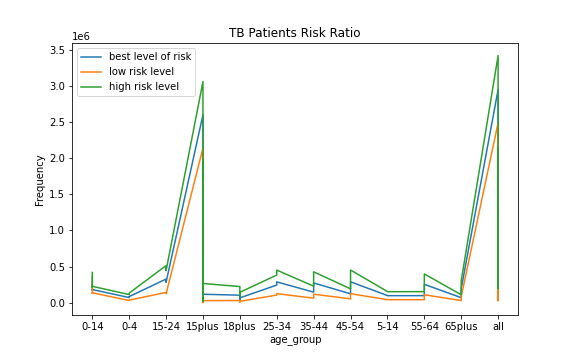 TB Patients Risk Ratio
1e6
3.5
3.0
2.5
2.0
1.5
1.0
0.5
0.0
Frequency
best level of risk
low risk level
high risk level
0-14 0-4 15-24 15plus 18plus 25-34 35-44 45-54 5-14 55-64 65plus all
age_group